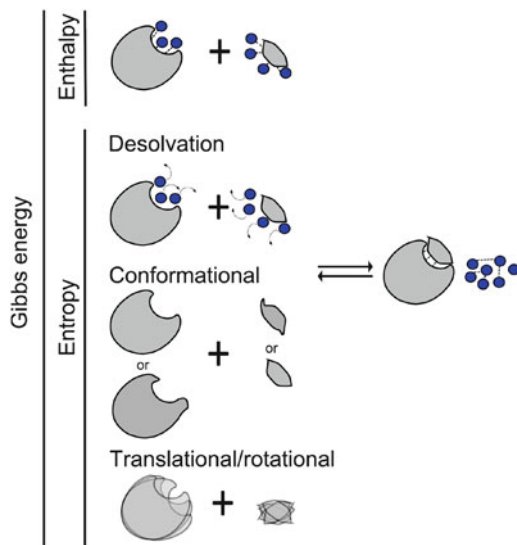 Gibbs energy
Enthalpy
+
Entropy
Desolvation
+
Conformational
or
+
or
Translational/rotational
+